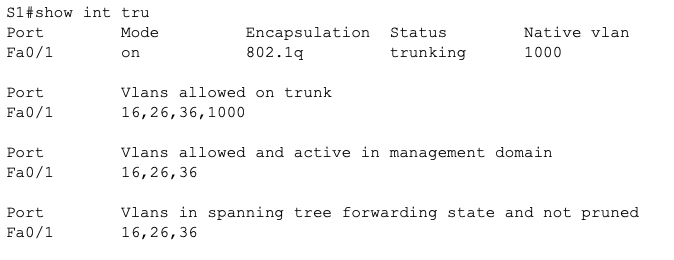 S1#show int tru
Port Mode Encapsulation Status Native vlan
Fa0/1 on 802.1q trunking 1000
Port Vlans allowed on trunk
Fa0/1 16,26,36,1000
Port Vlans allowed and active in management domain
Fa0/1 16,26,36
Port Vlans in spanning tree forwarding state and not pruned
Fa0/1 16,26,36